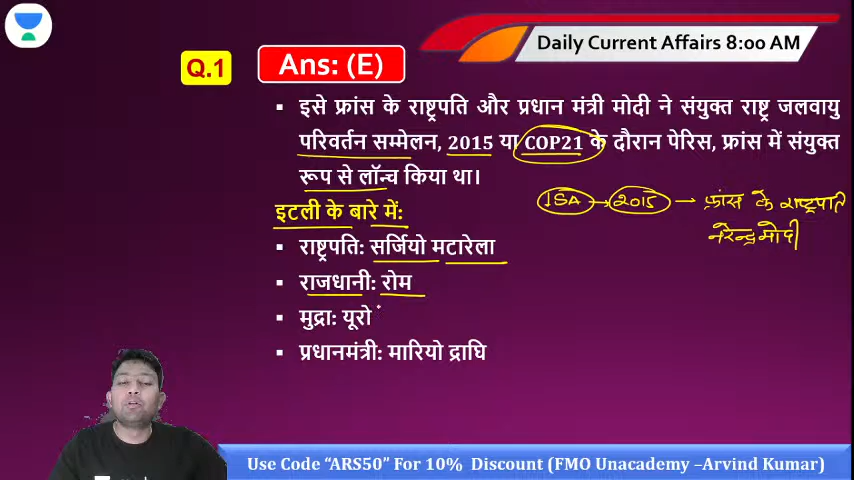 Daily Current Affairs 8:00 AM
Q.1
Ans: (E)
▪ इसे फ्रांस के राष्ट्रपति और प्रधान मंत्री मोदी ने संयुक्त राष्ट्र जलवायु
परिवर्तन सम्मेलन, 2015 या COP21 के दौरान पेरिस, फ्रांस में संयुक्त
रूप से लॉन्च किया था।
ISA → 2015 → फ्रांस के राष्ट्रपति
नरेन्द्र मोदी
इटली के बारे में:
▪ राष्ट्रपति: सर्जियो मटारेला
▪ राजधानी: रोम
▪ मुद्रा: यूरो
▪ प्रधानमंत्री: मारियो द्राघि
Use Code “ARS50” For 10% Discount (FMO Unacademy –Arvind Kumar)